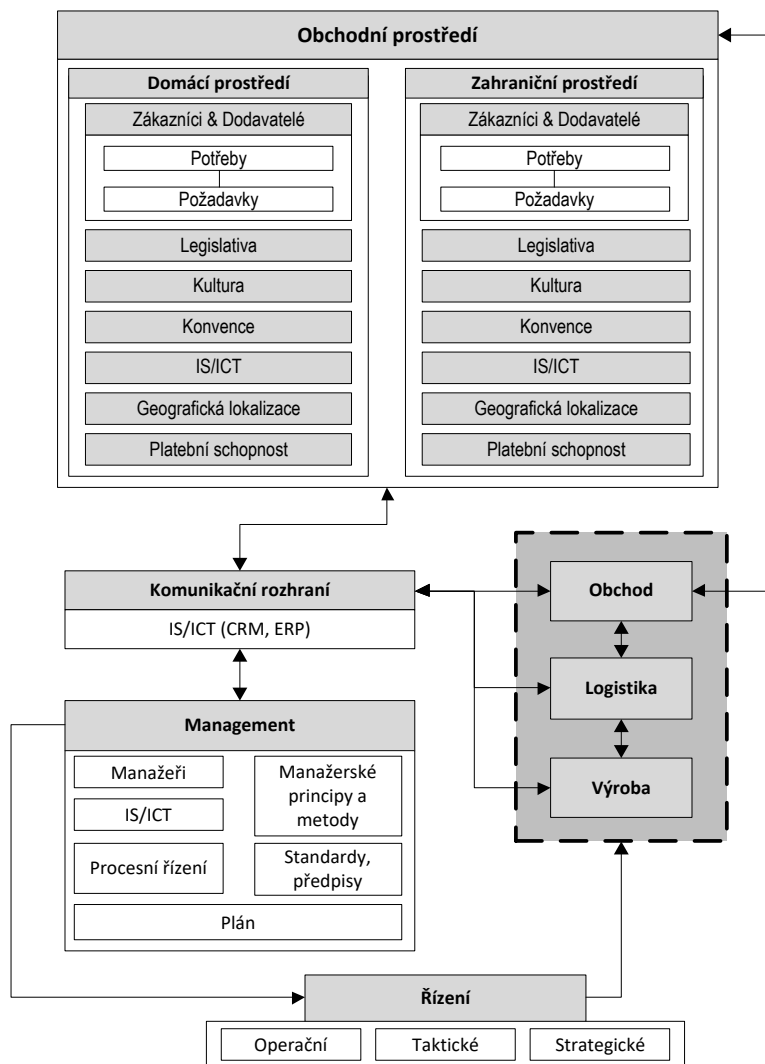 Obchodní prostředí
Domácí prostředí
Zákazníci & Dodavatelé
Potřeby
Požadavky
Legislativa
Kultura
Konvence
IS/ICT
Geografická lokalizace
Platební schopnost
Zahraniční prostředí
Zákazníci & Dodavatelé
Potřeby
Požadavky
Legislativa
Kultura
Konvence
IS/ICT
Geografická lokalizace
Platební schopnost
Komunikační rozhraní
IS/ICT (CRM, ERP)
Obchod
Logistika
Výroba
Management
Manažeři
IS/ICT
Procesní řízení
Manažerské
principy a
metody
Standardy,
předpisy
Plán
Řízení
Operační
Taktické
Strategické